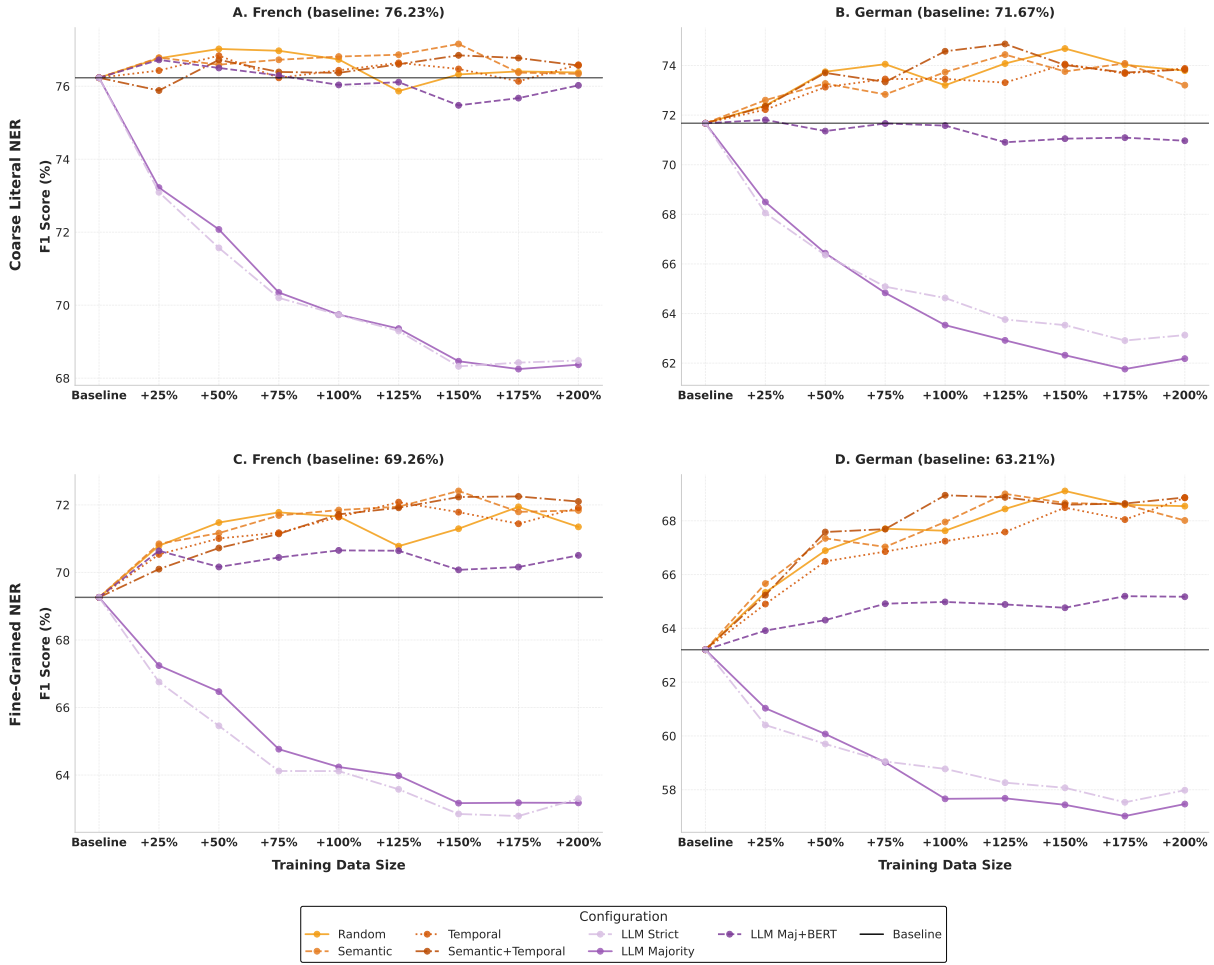 A. French (baseline: 76.23%)
B. German (baseline: 71.67%)
Coarse Literal NER
F1 Score (%)
76
74
72
70
68
74
72
70
68
66
64
62
Baseline +25% +50% +75% +100% +125% +150% +175% +200%
Baseline +25% +50% +75% +100% +125% +150% +175% +200%
C. French (baseline: 69.26%)
D. German (baseline: 63.21%)
Fine-Grained NER
F1 Score (%)
72
70
68
66
64
68
66
64
62
60
58
Baseline +25% +50% +75% +100% +125% +150% +175% +200%
Baseline +25% +50% +75% +100% +125% +150% +175% +200%
Training Data Size
Training Data Size
Configuration
Random Temporal LLM Strict LLM Maj+BERT Baseline
Semantic Semantic+Temporal LLM Majority